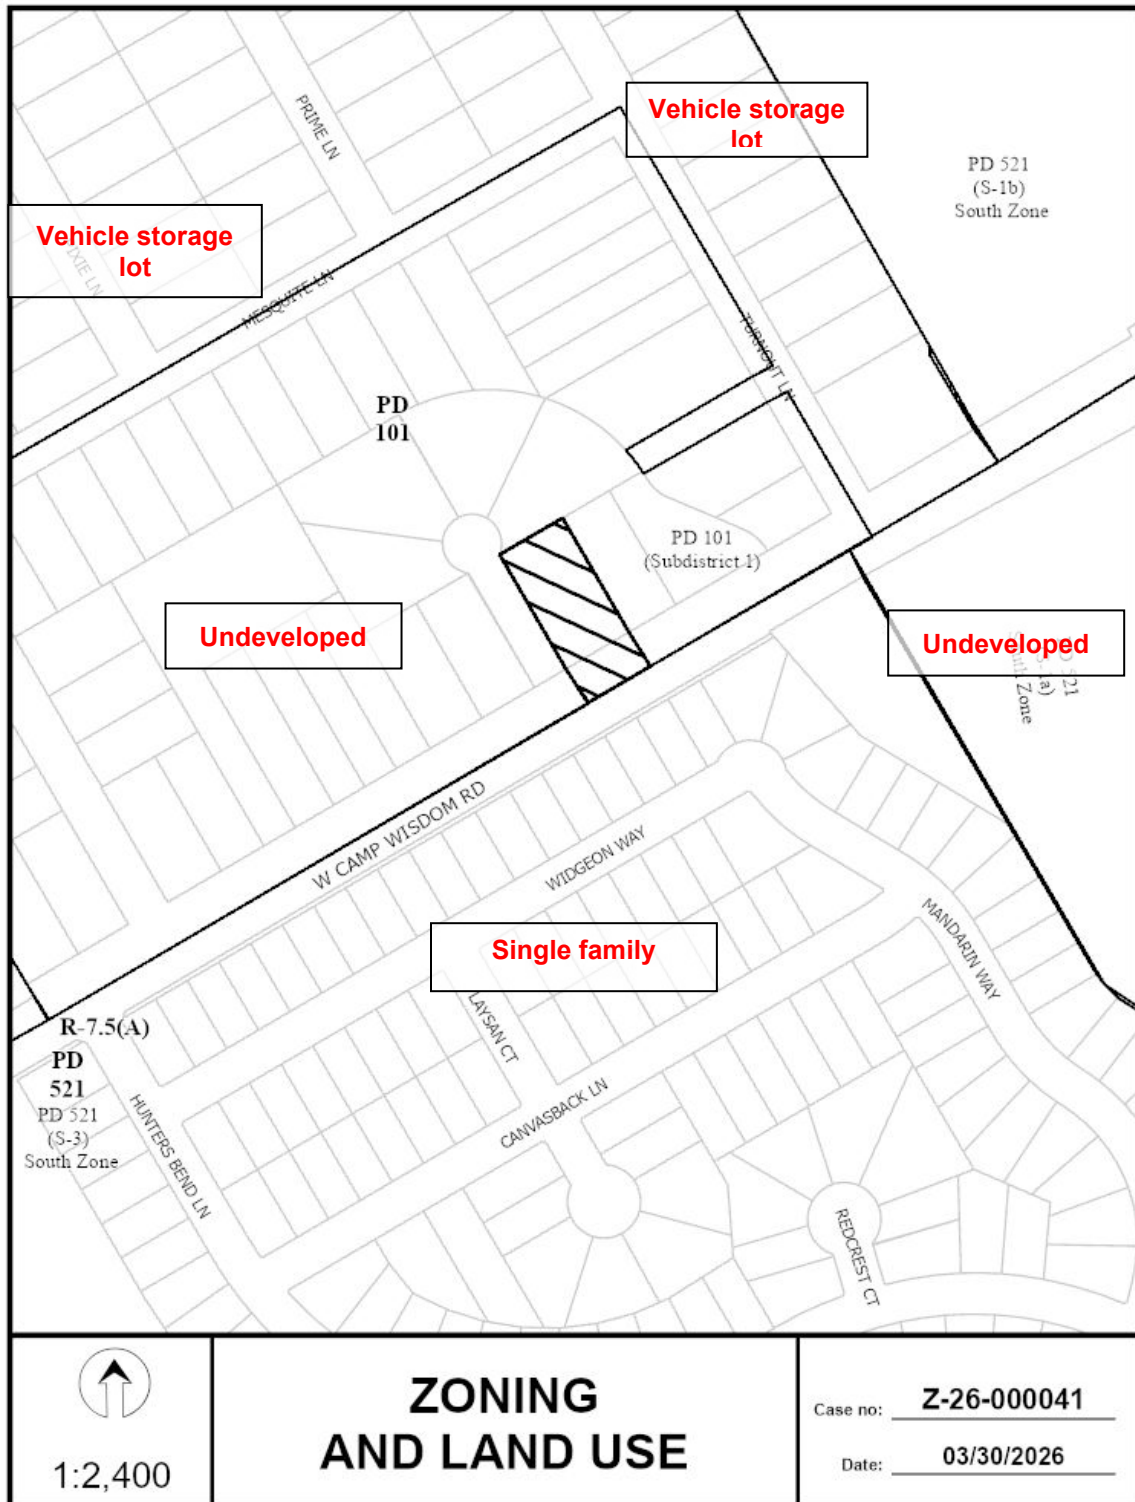 PRIME LN
Vehicle storage
lot
PD 521
(S-1b)
South Zone
Vehicle storage
lot
IXIE LN
MESQUITE LN
TURNOUT LN
PD
101
PD 101
(Subdistrict 1)
Undeveloped
Undeveloped
Zone
W CAMP WISDOM RD
WIDGEON WAY
MANDARIN WAY
Single family
LAYSAN CT
R-7.5(A)
PD
521
PD 521
(S-3)
South Zone
HUNTERS BEND LN
CANVASBACK LN
REDCREST CT
1:2,400
ZONING
AND LAND USE
Case no: Z-26-000041
Date: 03/30/2026